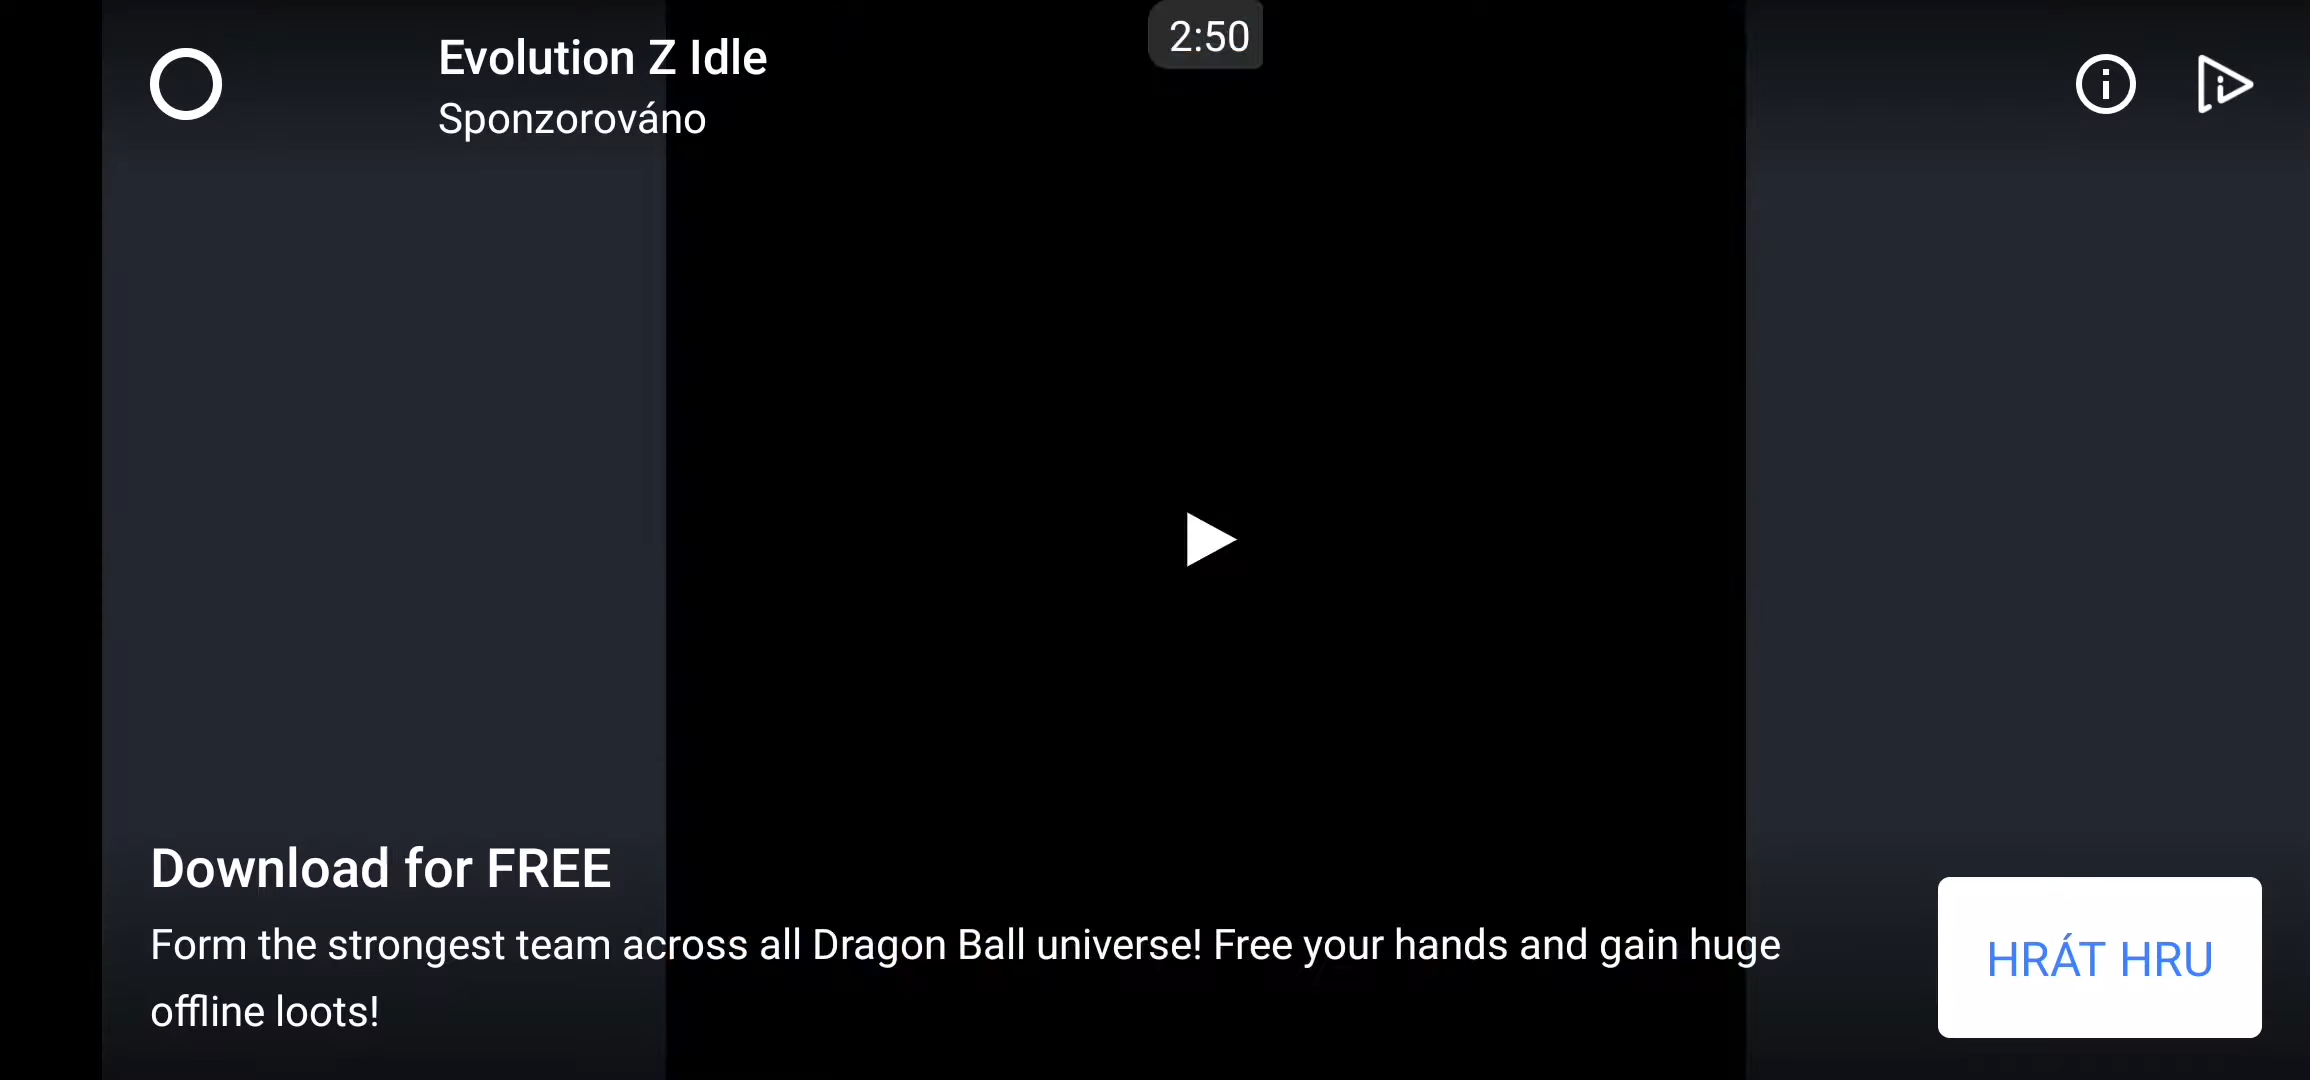 2:50
Evolution Z Idle
Sponzorováno
Download for FREE
Form the strongest team across all Dragon Ball universe! Free your hands and gain huge
offline loots!
HRÁT HRU